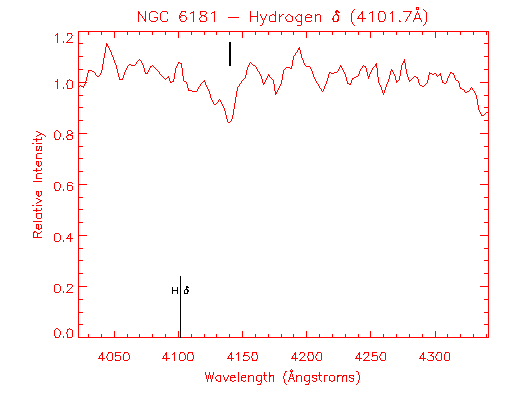 NGC 6181 – Hydrogen δ (4101.7Å)
1.2
1.0
0.8
0.6
0.4
0.2
0.0
Relative Intensity
H δ
4050 4100 4150 4200 4250 4300
Wavelength (Ångstroms)